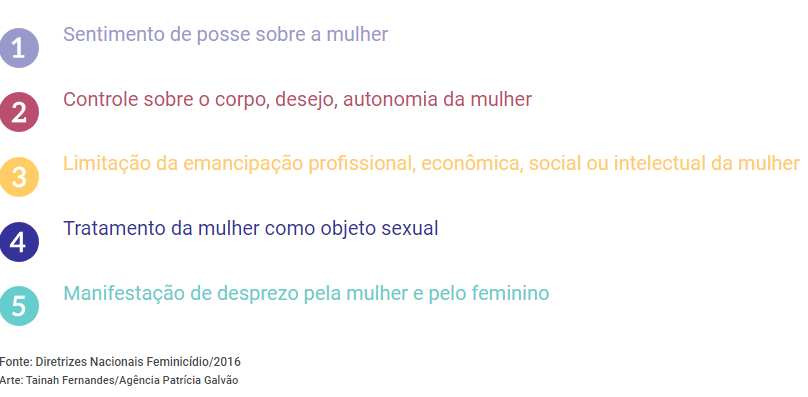 1 Sentimento de posse sobre a mulher
2 Controle sobre o corpo, desejo, autonomia da mulher
3 Limitação da emancipação profissional, econômica, social ou intelectual da mulher
4 Tratamento da mulher como objeto sexual
5 Manifestação de desprezo pela mulher e pelo feminino
Fonte: Diretrizes Nacionais Feminicídio/2016
Arte: Tainah Fernandes/Agência Patrícia Galvão